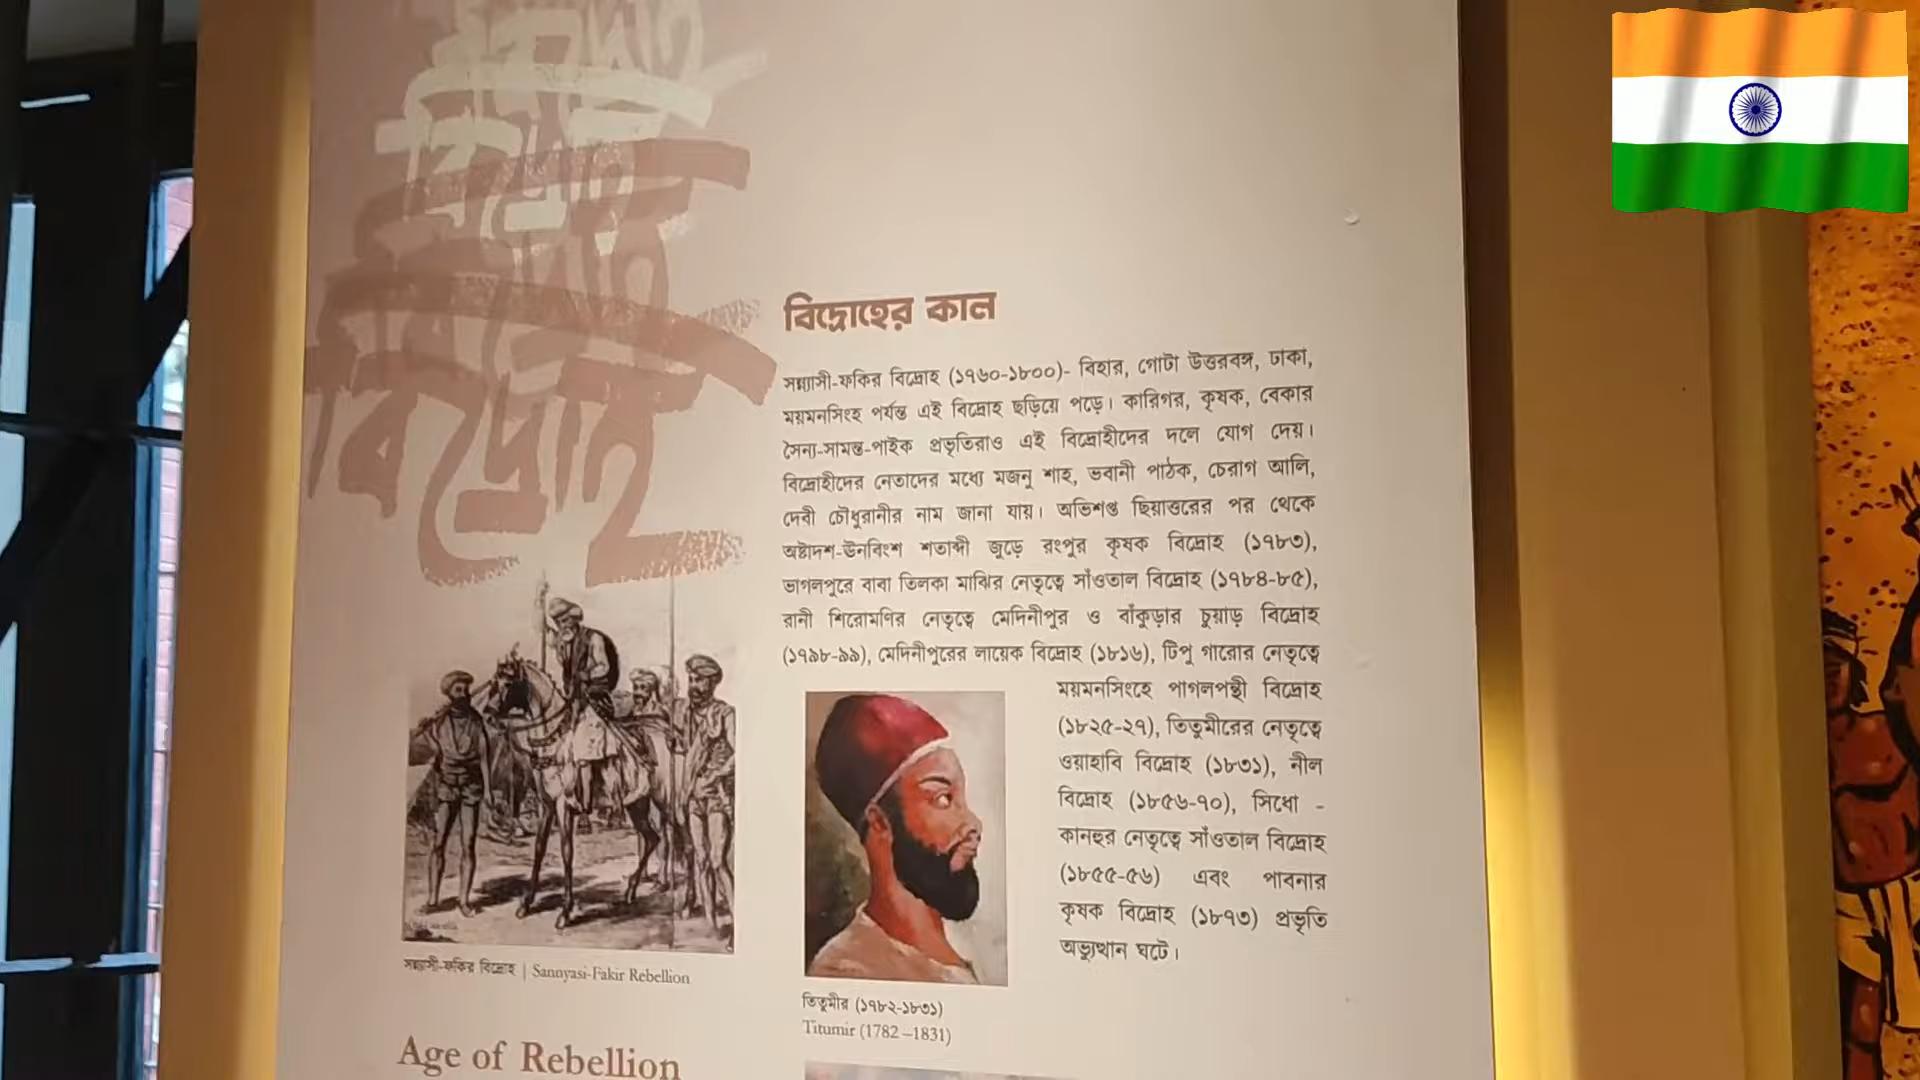 বিদ্রোহ
বিদ্রোহের কাল
সন্ন্যাসী-ফকির বিদ্রোহ (১৭৬০-১৮০০)- বিহার, গোটা উত্তরবঙ্গ, ঢাকা,
ময়মনসিংহ পর্যন্ত এই বিদ্রোহ ছড়িয়ে পড়ে। কারিগর, কৃষক, বেকার
সৈন্য-সামন্ত-পাইক প্রভৃতিরাও এই বিদ্রোহীদের দলে যোগ দেয়।
বিদ্রোহীদের নেতাদের মধ্যে মজনু শাহ, ভবানী পাঠক, চেরাগ আলি,
দেবী চৌধুরানীর নাম জানা যায়। অভিশপ্ত ছিয়াত্তরের পর থেকে
অষ্টাদশ-ঊনবিংশ শতাব্দী জুড়ে রংপুর কৃষক বিদ্রোহ (১৭৮৩),
ভাগলপুরে বাবা তিলকা মাঝির নেতৃত্বে সাঁওতাল বিদ্রোহ (১৭৮৪-৮৫),
রানী শিরোমণির নেতৃত্বে মেদিনীপুর ও বাঁকুড়ার চুয়াড় বিদ্রোহ
(১৭৯৮-৯৯), মেদিনীপুরের লায়েক বিদ্রোহ (১৮১৬), টিপু গারোর নেতৃত্বে
ময়মনসিংহে পাগলপন্থী বিদ্রোহ
(১৮২৫-২৭), তিতুমীরের নেতৃত্বে
ওয়াহাবি বিদ্রোহ (১৮৩১), নীল
বিদ্রোহ (১৮৫৬-৭০), সিধো -
কানহুর নেতৃত্বে সাঁওতাল বিদ্রোহ
(১৮৫৫-৫৬) এবং পাবনার
কৃষক বিদ্রোহ (১৮৭৩) প্রভৃতি
অভ্যুত্থান ঘটে।
সন্ন্যাসী-ফকির বিদ্রোহ | Sannyasi-Fakir Rebellion
তিতুমীর (১৭৮২-১৮৩১)
Titumir (1782 –1831)
Age of Rebellion